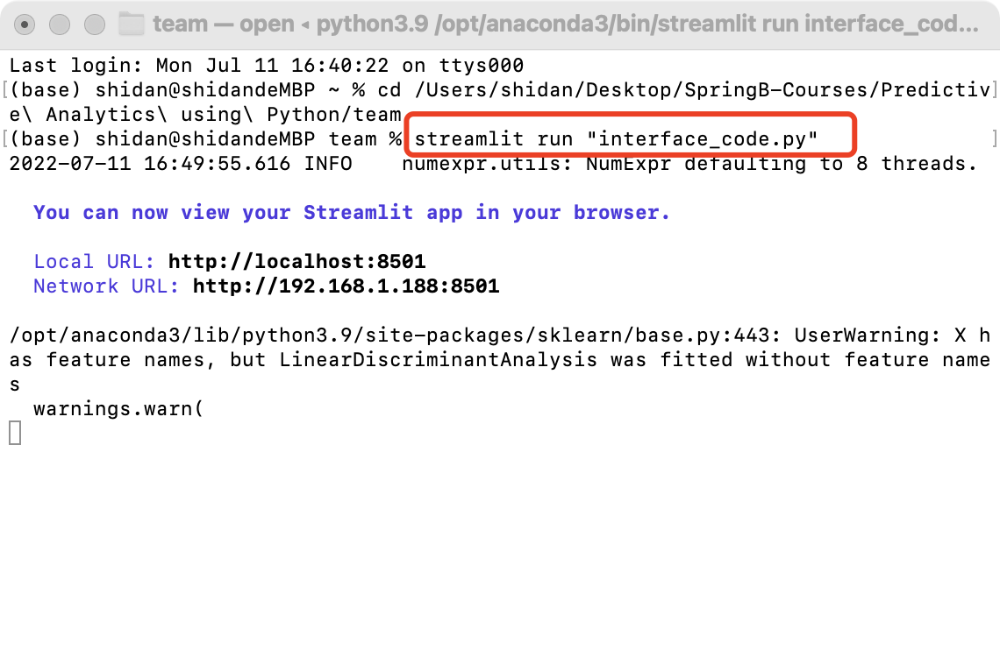 team — open ◂ python3.9 /opt/anaconda3/bin/streamlit run interface_cod...
Last login: Mon Jul 11 16:40:22 on ttys000
[(base) shidan@shidandeMBP ~ % cd /Users/shidan/Desktop/SpringB-Courses/Predictiv]
e\ Analytics\ using\ Python/team
[(base) shidan@shidandeMBP team % streamlit run "interface_code.py" ]
2022-07-11 16:49:55.616 INFO    numexpr.utils: NumExpr defaulting to 8 threads.
You can now view your Streamlit app in your browser.
Local URL: http://localhost:8501
Network URL: http://192.168.1.188:8501
/opt/anaconda3/lib/python3.9/site-packages/sklearn/base.py:443: UserWarning: X h
as feature names, but LinearDiscriminantAnalysis was fitted without feature name
s
warnings.warn(